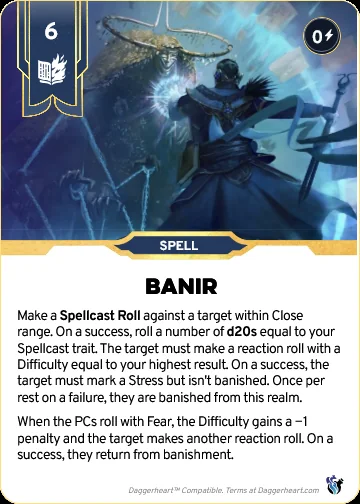 6
0
SPELL
BANIR
Make a Spellcast Roll against a target within Close
range. On a success, roll a number of d20s equal to your
Spellcast trait. The target must make a reaction roll with a
Difficulty equal to your highest result. On a success, the
target must mark a Stress but isn't banished. Once per
rest on a failure, they are banished from this realm.
When the PCs roll with Fear, the Difficulty gains a −1
penalty and the target makes another reaction roll. On a
success, they return from banishment.
Daggerheart™ Compatible. Terms at Daggerheart.com